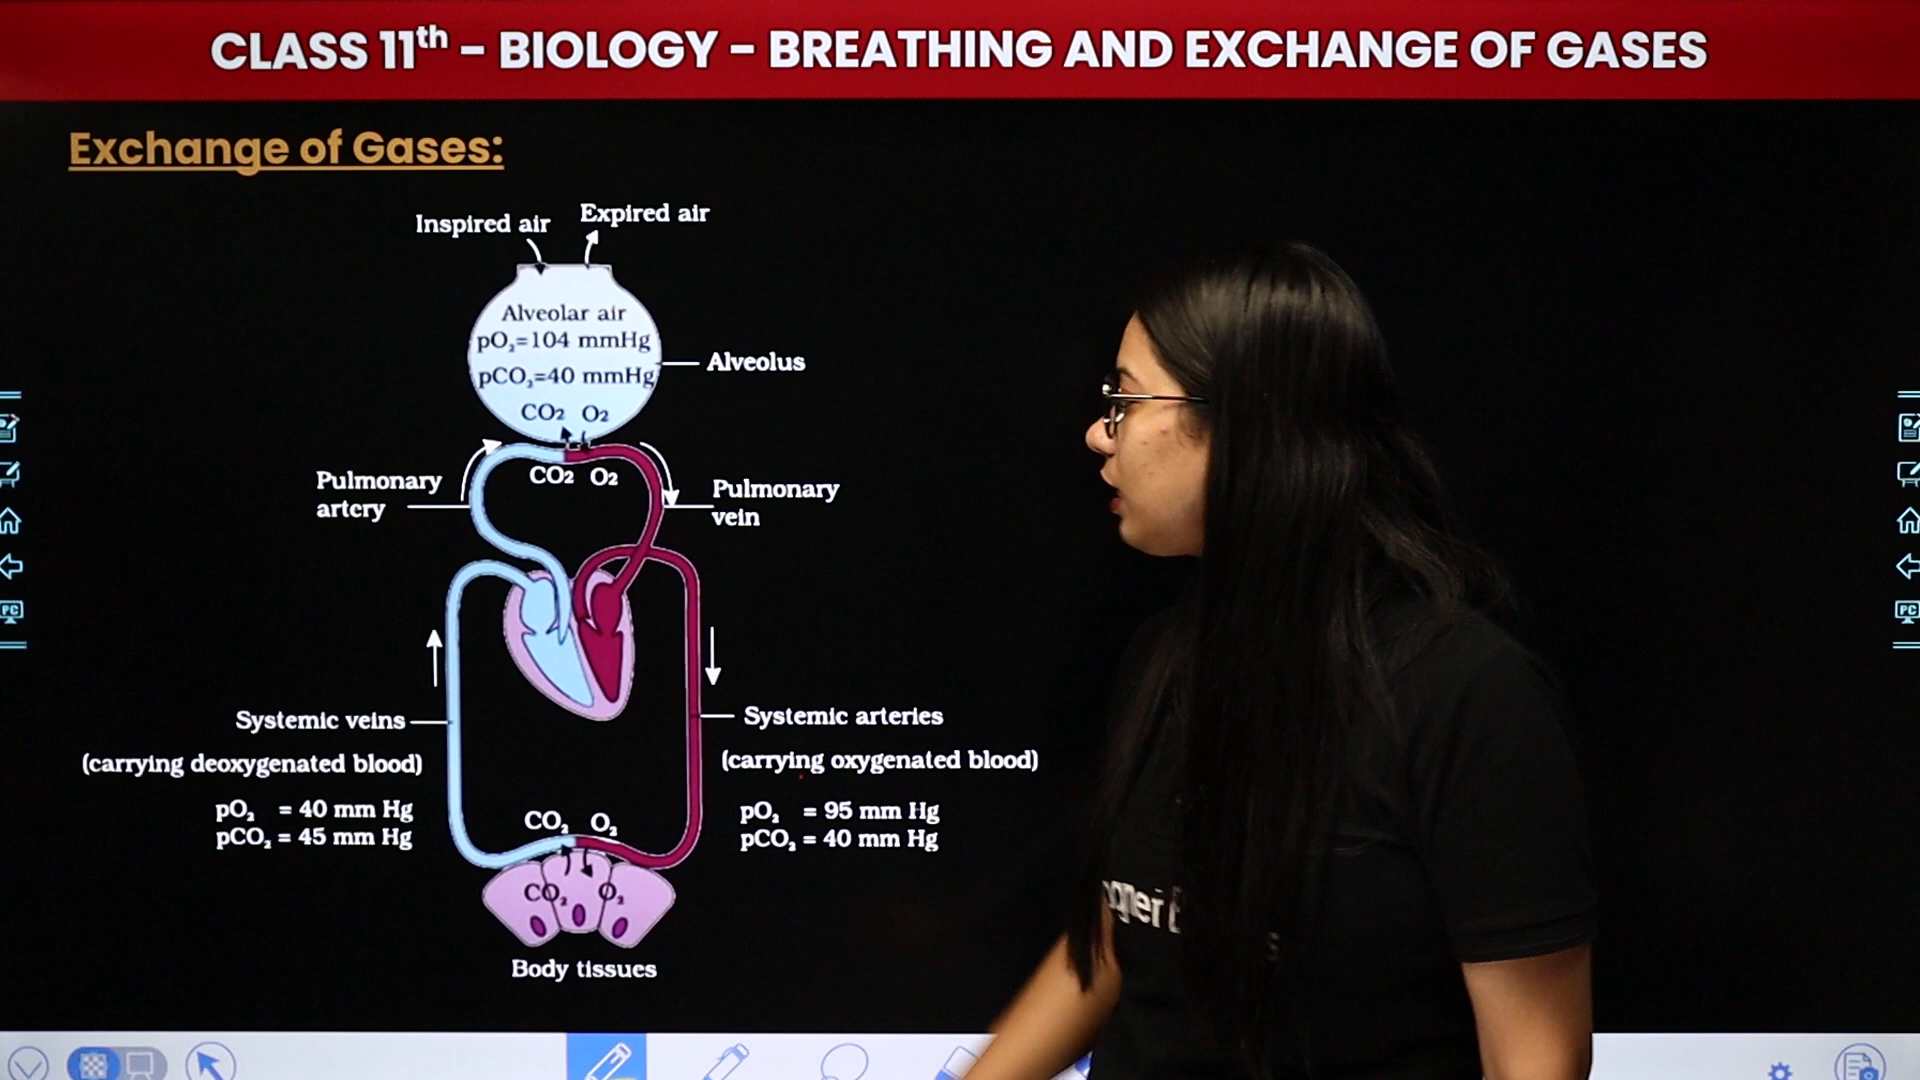 CLASS 11th - BIOLOGY - BREATHING AND EXCHANGE OF GASES
Exchange of Gases:
Inspired air
Expired air
Alveolar air
pO₂=104 mmHg
pCO₂=40 mmHg
Alveolus
CO2 O2
CO2 O2
Pulmonary
artery
Pulmonary
vein
Systemic veins
(carrying deoxygenated blood)
pO₂ = 40 mm Hg
pCO₂ = 45 mm Hg
Systemic arteries
(carrying oxygenated blood)
pO₂ = 95 mm Hg
pCO₂ = 40 mm Hg
CO₂ O₂
CO₂ O₂
Body tissues
PC
PC